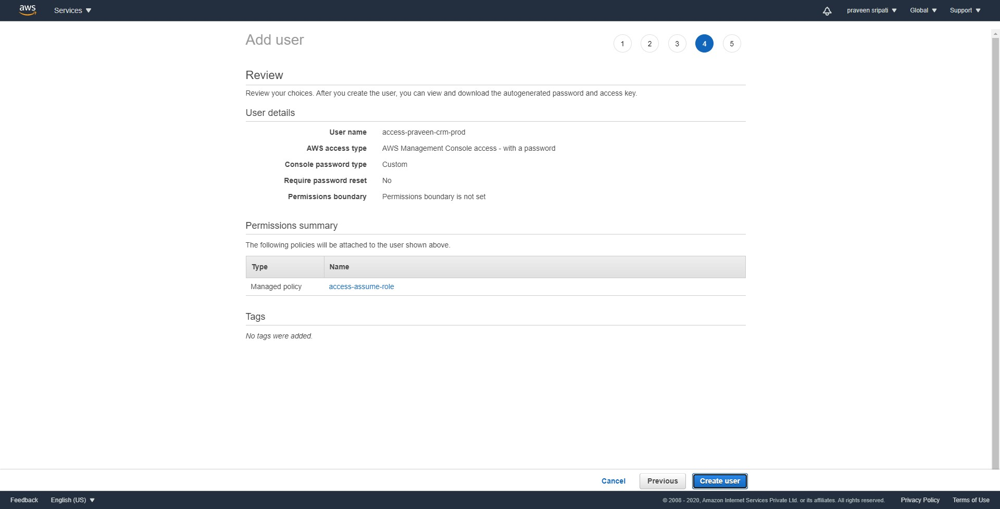 aws Services praveen sripati Global Support
Add user 1 2 3 4 5
Review
Review your choices. After you create the user, you can view and download the autogenerated password and access key.
User details
User name access-praveen-crm-prod
AWS access type AWS Management Console access - with a password
Console password type Custom
Require password reset No
Permissions boundary Permissions boundary is not set
Permissions summary
The following policies will be attached to the user shown above.
Type Name
Managed policy access-assume-role
Tags
No tags were added.
Cancel Previous Create user
Feedback English (US) © 2008 - 2020, Amazon Internet Services Private Ltd. or its affiliates. All rights reserved. Privacy Policy Terms of Use